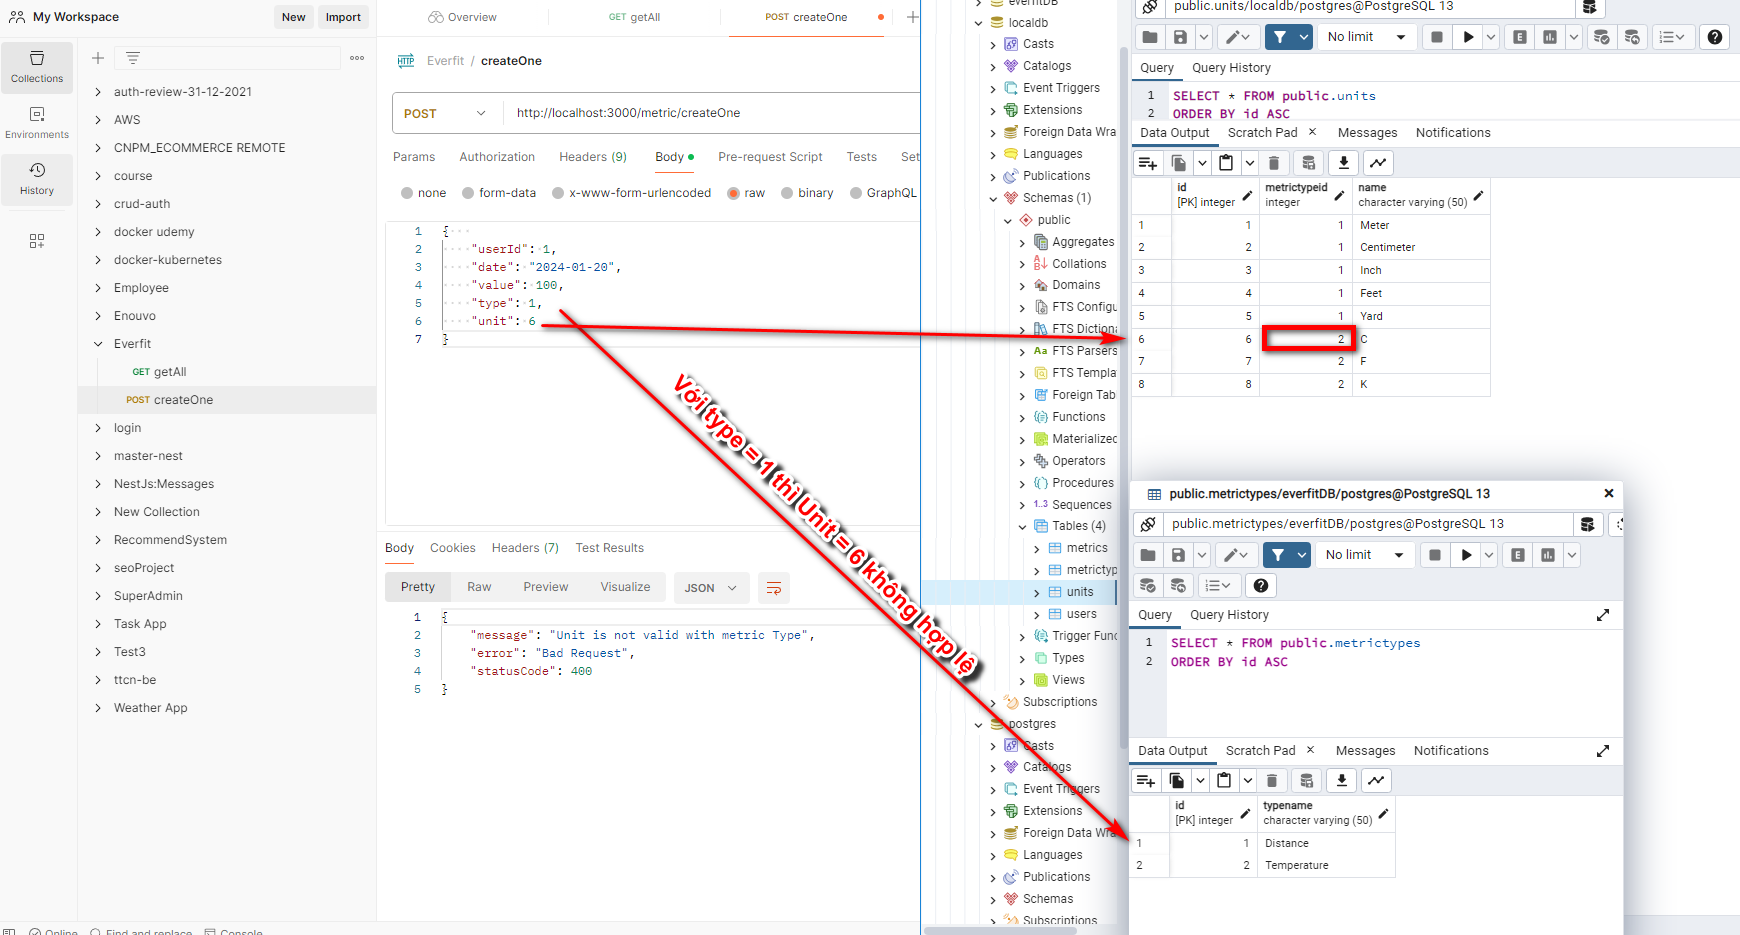 My Workspace
New
Import
Collections
Environments
History
auth-review-31-12-2021
AWS
CNPM_ECOMMERCE REMOTE
course
crud-auth
docker udemy
docker-kubernetes
Employee
Enouvo
Everfit
GET getAll
POST createOne
login
master-nest
NestJs:Messages
New Collection
RecommendSystem
seoProject
SuperAdmin
Task App
Test3
ttcn-be
Weather App
Online
Find and replace
Console
Overview
GET getAll
POST createOne
HTTP
Everfit / createOne
POST
http://localhost:3000/metric/createOne
Params
Authorization
Headers (9)
Body
Pre-request Script
Tests
Set
none
form-data
x-www-form-urlencoded
raw
binary
GraphQL
1 {
2 "userId": 1,
3 "date": "2024-01-20",
4 "value": 100,
5 "type": 1,
6 "unit": 6
7 }
Với type = 1 thì Unit = 6 không hợp lệ
Body
Cookies
Headers (7)
Test Results
Pretty
Raw
Preview
Visualize
JSON
1 {
2 "message": "Unit is not valid with metric Type",
3 "error": "Bad Request",
4 "statusCode": 400
5 }
everfitDB
localdb
Casts
Catalogs
Event Triggers
Extensions
Foreign Data Wra
Languages
Publications
Schemas (1)
public
Aggregates
Collations
Domains
FTS Configu
FTS Dictiona
FTS Parsers
FTS Templat
Foreign Tab
Functions
Materialized
Operators
Procedures
1..3 Sequences
Tables (4)
metrics
metrictyp
units
users
Trigger Func
Types
Views
Subscriptions
postgres
Casts
Catalogs
Event Triggers
Extensions
Foreign Data Wra
Languages
Publications
Schemas
Subscriptions
public.units/localdb/postgres@PostgreSQL 13
No limit
Query
Query History
1 SELECT * FROM public.units
2 ORDER BY id ASC
Data Output
Scratch Pad
Messages
Notifications
id [PK] integer
metrictypeid integer
name character varying (50)
1 1 1 Meter
2 2 1 Centimeter
3 3 1 Inch
4 4 1 Feet
5 5 1 Yard
6 6 2 C
7 7 2 F
8 8 2 K
public.metrictypes/everfitDB/postgres@PostgreSQL 13
public.metrictypes/everfitDB/postgres@PostgreSQL 13
No limit
Query
Query History
1 SELECT * FROM public.metrictypes
2 ORDER BY id ASC
Data Output
Scratch Pad
Messages
Notifications
id [PK] integer
typename character varying (50)
1 1 Distance
2 2 Temperature